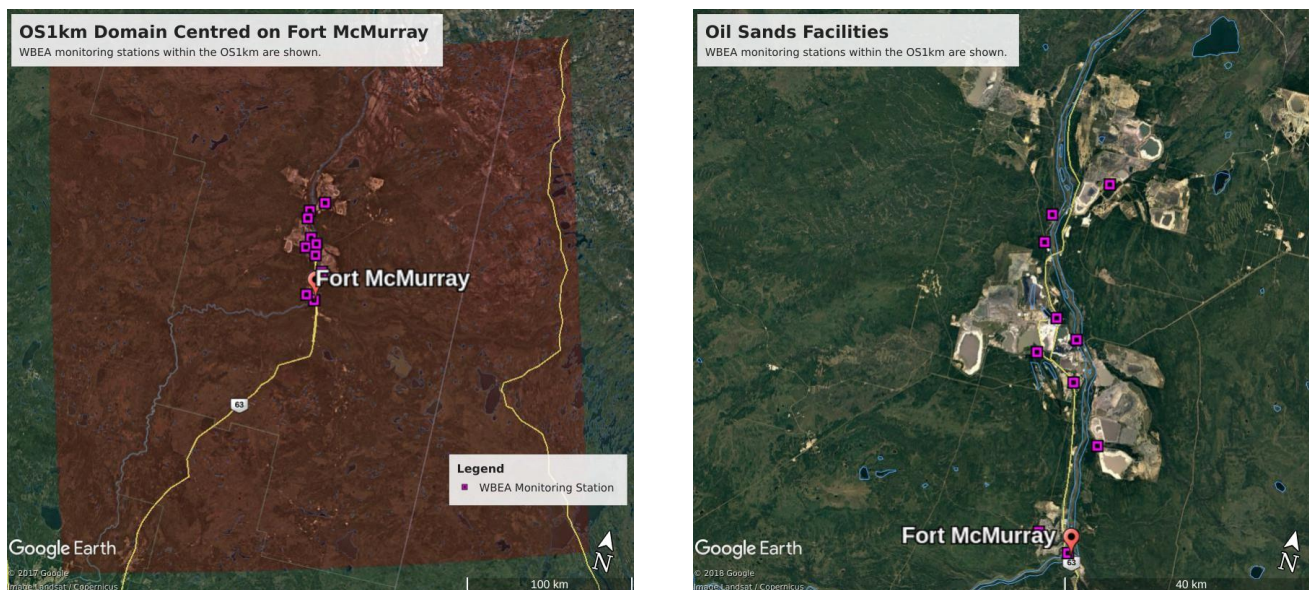 OS1km Domain Centred on Fort McMurray
WBEA monitoring stations within the OS1km are shown.
Fort McMurray
63
Legend
WBEA Monitoring Station
Google Earth
© 2017 Google
Image Landsat / Copernicus
N
100 km
Oil Sands Facilities
WBEA monitoring stations within the OS1km are shown.
Fort McMurray
63
Google Earth
© 2018 Google
Image Landsat / Copernicus
N
40 km